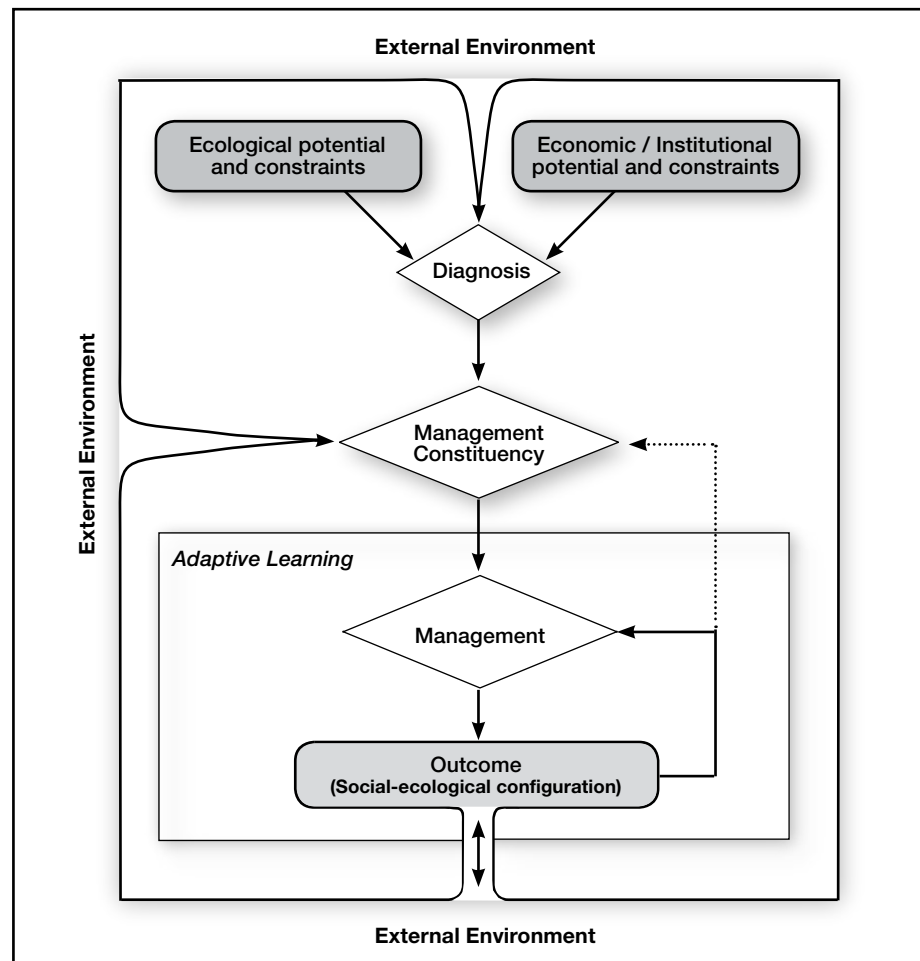 External Environment
Ecological potential
and constraints
Economic / Institutional
potential and constraints
Diagnosis
External Environment
Management
Constituency
Adaptive Learning
Management
Outcome
(Social-ecological configuration)
External Environment